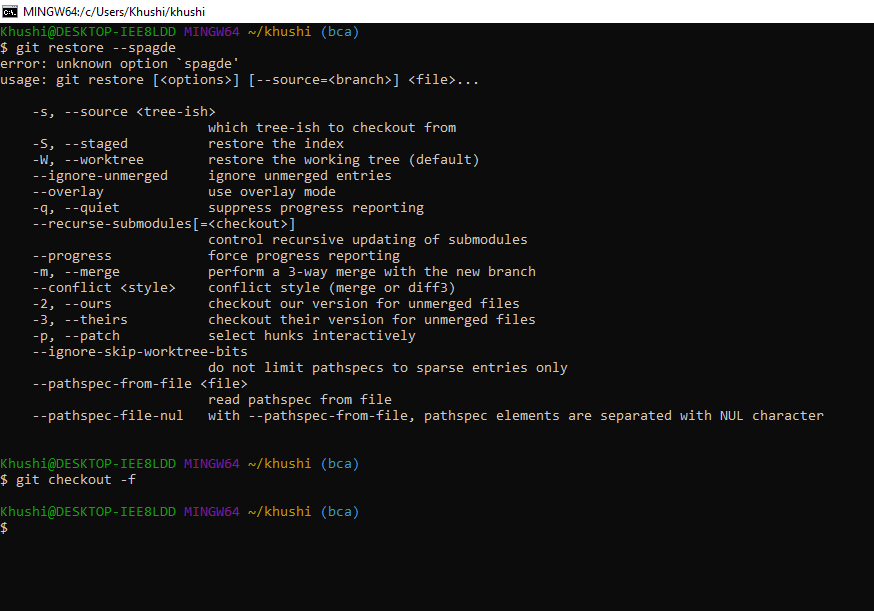 MINGW64:/c/Users/Khushi/khushi
Khushi@DESKTOP-IEE8LDD MINGW64 ~/khushi (bca)
$ git restore --spagde
error: unknown option `spagde'
usage: git restore [<options>] [--source=<branch>] <file>...
-s, --source <tree-ish>
which tree-ish to checkout from
-S, --staged restore the index
-W, --worktree restore the working tree (default)
--ignore-unmerged ignore unmerged entries
--overlay use overlay mode
-q, --quiet suppress progress reporting
--recurse-submodules[=<checkout>]
control recursive updating of submodules
--progress force progress reporting
-m, --merge perform a 3-way merge with the new branch
--conflict <style> conflict style (merge or diff3)
-2, --ours checkout our version for unmerged files
-3, --theirs checkout their version for unmerged files
-p, --patch select hunks interactively
--ignore-skip-worktree-bits
do not limit pathspecs to sparse entries only
--pathspec-from-file <file>
read pathspec from file
--pathspec-file-nul with --pathspec-from-file, pathspec elements are separated with NUL character
Khushi@DESKTOP-IEE8LDD MINGW64 ~/khushi (bca)
$ git checkout -f
Khushi@DESKTOP-IEE8LDD MINGW64 ~/khushi (bca)
$